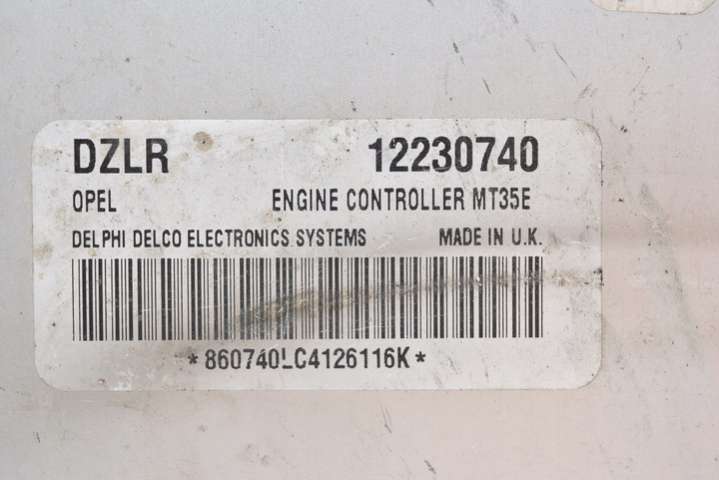 DZLR 12230740
OPEL ENGINE CONTROLLER MT35E
DELPHI DELCO ELECTRONICS SYSTEMS MADE IN U.K.
*860740LC4126116K*